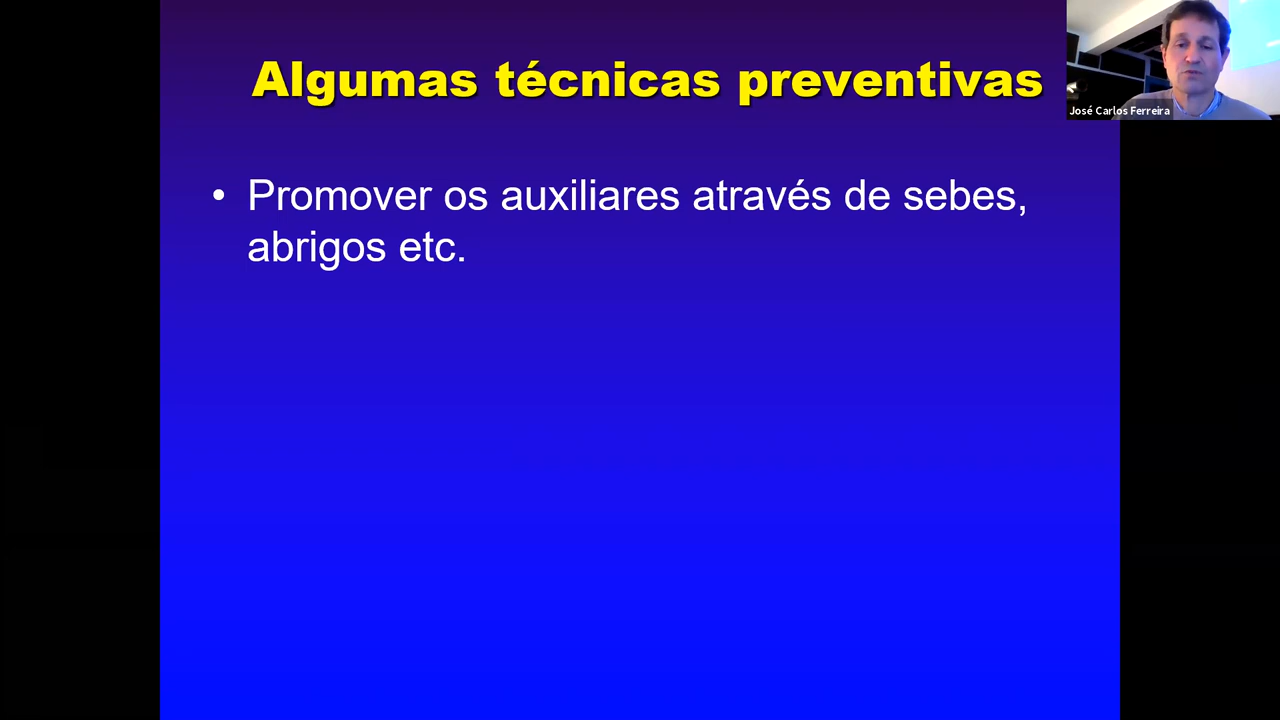 Algumas técnicas preventivas
José Carlos Ferreira
• Promover os auxiliares através de sebes,
abrigos etc.